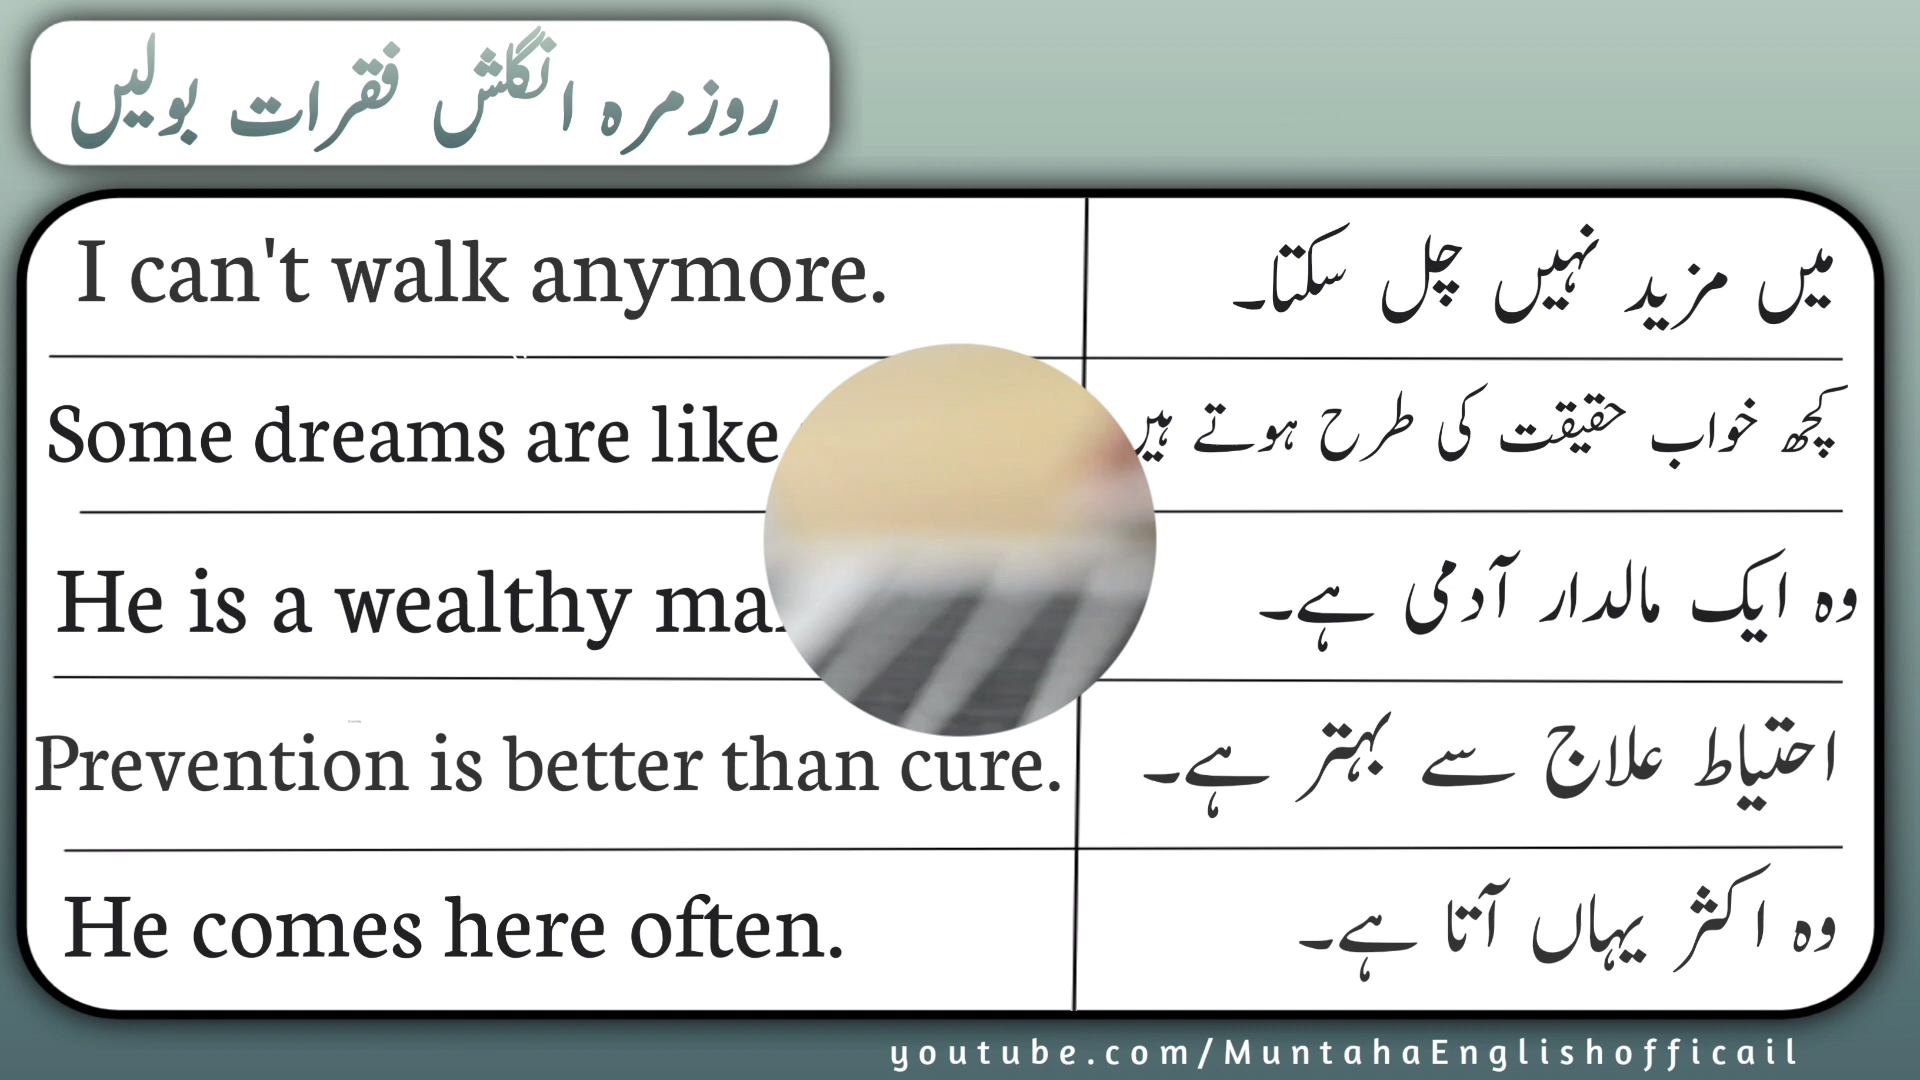 روزمرہ انگلش فقرات بولیں
I can't walk anymore.
میں مزید نہیں چل سکتا۔
Some dreams are like
کچھ خواب حقیقت کی طرح ہوتے ہیں
He is a wealthy
وہ ایک مالدار آدمی ہے۔
Prevention is better than cure.
احتیاط علاج سے بہتر ہے۔
He comes here often.
وہ اکثر یہاں آتا ہے۔
youtube.com/MuntahaEnglishofficail